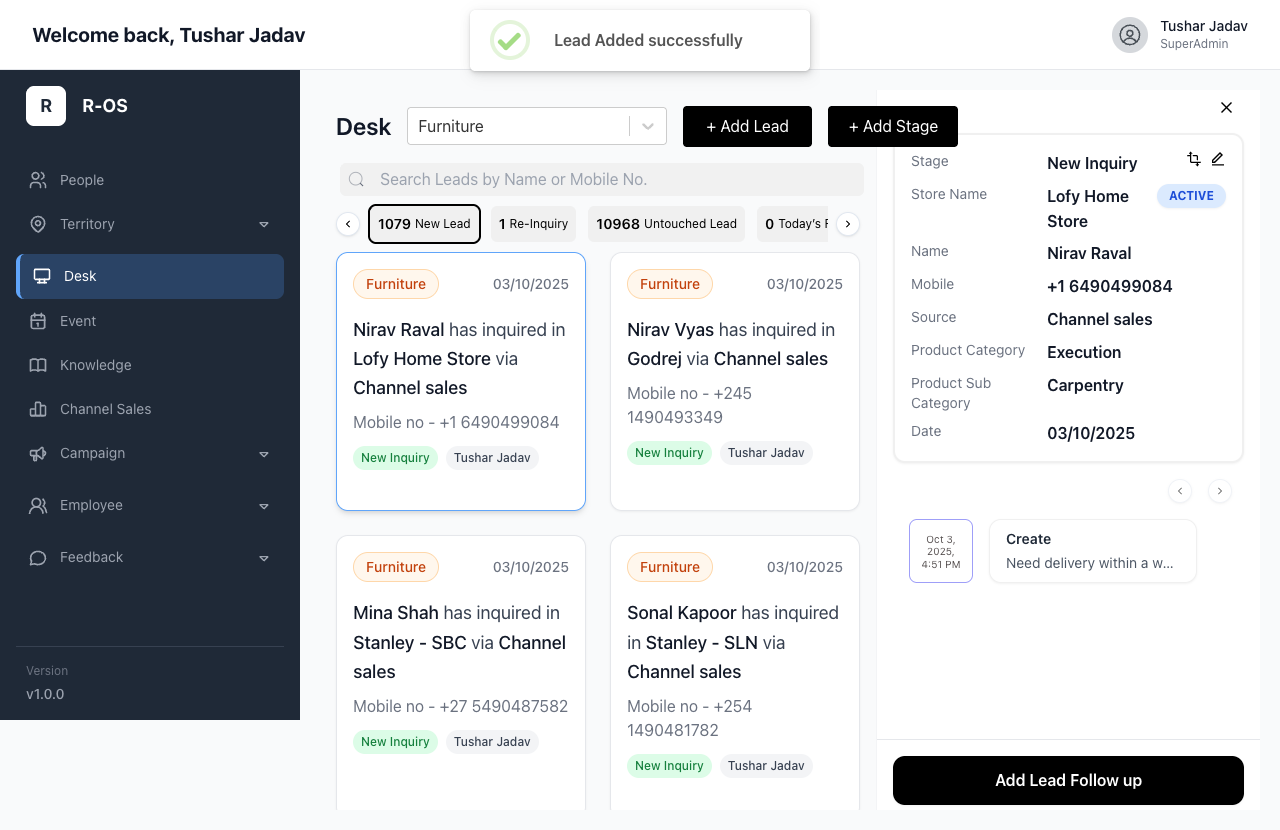 Welcome back, Tushar Jadav
Lead Added successfully
Tushar Jadav
SuperAdmin
R
R-OS
People
Territory
Desk
Event
Knowledge
Channel Sales
Campaign
Employee
Feedback
Version
v1.0.0
Desk
Furniture
+ Add Lead
+ Add Stage
Search Leads by Name or Mobile No.
1079 New Lead
1 Re-Inquiry
10968 Untouched Lead
0 Today's F
Furniture
03/10/2025
Nirav Raval has inquired in
Lofy Home Store via
Channel sales
Mobile no - +1 6490499084
New Inquiry
Tushar Jadav
Furniture
03/10/2025
Nirav Vyas has inquired in
Godrej via Channel sales
Mobile no - +245
1490493349
New Inquiry
Tushar Jadav
Furniture
03/10/2025
Mina Shah has inquired in
Stanley - SBC via Channel
sales
Mobile no - +27 5490487582
New Inquiry
Tushar Jadav
Furniture
03/10/2025
Sonal Kapoor has inquired
in Stanley - SLN via
Channel sales
Mobile no - +254
1490481782
New Inquiry
Tushar Jadav
Stage
New Inquiry
Store Name
Lofy Home
Store
ACTIVE
Name
Nirav Raval
Mobile
+1 6490499084
Source
Channel sales
Product Category
Execution
Product Sub
Category
Carpentry
Date
03/10/2025
Oct 3,
2025,
4:51 PM
Create
Need delivery within a w...
Add Lead Follow up